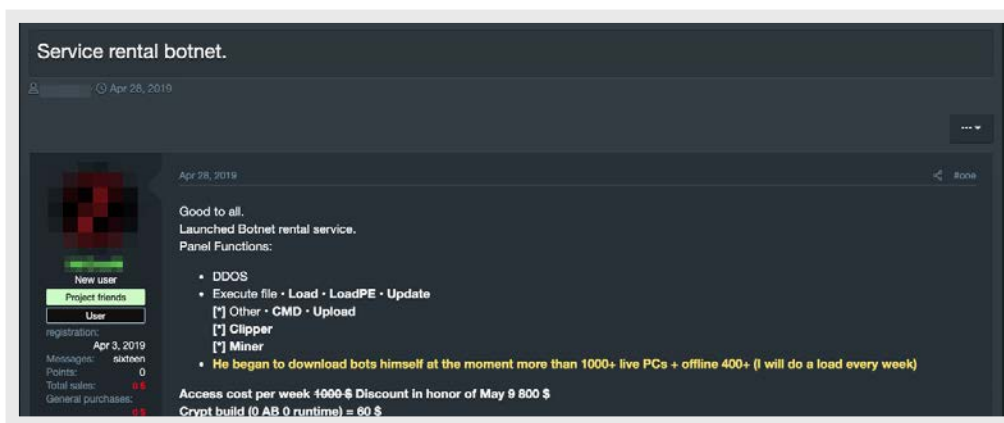 Service rental botnet.
Apr 28, 2019
Apr 28, 2019
#one
Good to all.
Launched Botnet rental service.
Panel Functions:
• DDOS
• Execute file • Load • LoadPE • Update
[*] Other • CMD • Upload
[*] Clipper
[*] Miner
• He began to download bots himself at the moment more than 1000+ live PCs + offline 400+ (I will do a load every week)
Access cost per week 1000 $ Discount in honor of May 9 800 $
Crypt build (0 AB 0 runtime) = 60 $
New user
Project friends
User
registration:
Apr 3, 2019
Messages: sixteen
Points: 0
Total sales: 0 $
General purchases:
0 $